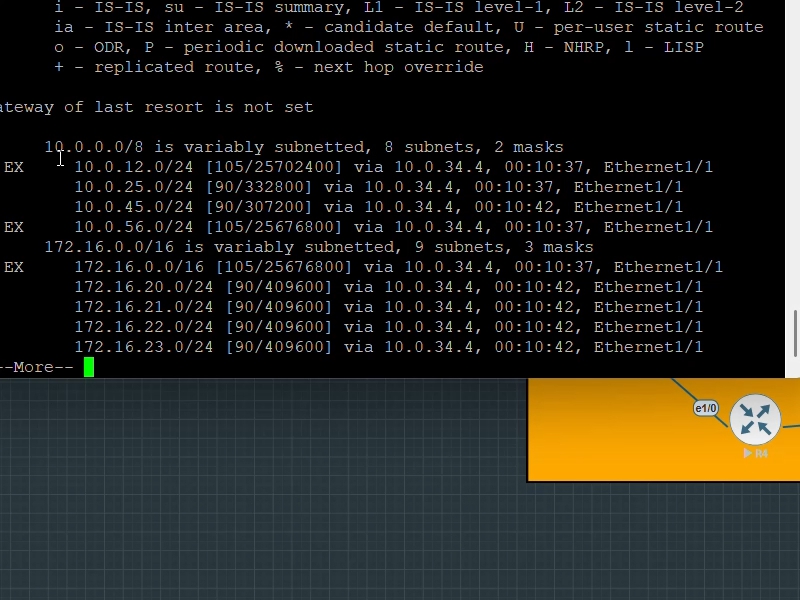 i - IS-IS, su - IS-IS summary, L1 - IS-IS level-1, L2 - IS-IS level-2
ia - IS-IS inter area, * - candidate default, U - per-user static route
o - ODR, P - periodic downloaded static route, H - NHRP, l - LISP
+ - replicated route, % - next hop override
ateway of last resort is not set
10.0.0.0/8 is variably subnetted, 8 subnets, 2 masks
EX 10.0.12.0/24 [105/25702400] via 10.0.34.4, 00:10:37, Ethernet1/1
10.0.25.0/24 [90/332800] via 10.0.34.4, 00:10:37, Ethernet1/1
10.0.45.0/24 [90/307200] via 10.0.34.4, 00:10:42, Ethernet1/1
EX 10.0.56.0/24 [105/25676800] via 10.0.34.4, 00:10:37, Ethernet1/1
172.16.0.0/16 is variably subnetted, 9 subnets, 3 masks
EX 172.16.0.0/16 [105/25676800] via 10.0.34.4, 00:10:37, Ethernet1/1
172.16.20.0/24 [90/409600] via 10.0.34.4, 00:10:42, Ethernet1/1
172.16.21.0/24 [90/409600] via 10.0.34.4, 00:10:42, Ethernet1/1
172.16.22.0/24 [90/409600] via 10.0.34.4, 00:10:42, Ethernet1/1
172.16.23.0/24 [90/409600] via 10.0.34.4, 00:10:42, Ethernet1/1
--More--
e1/0
R4